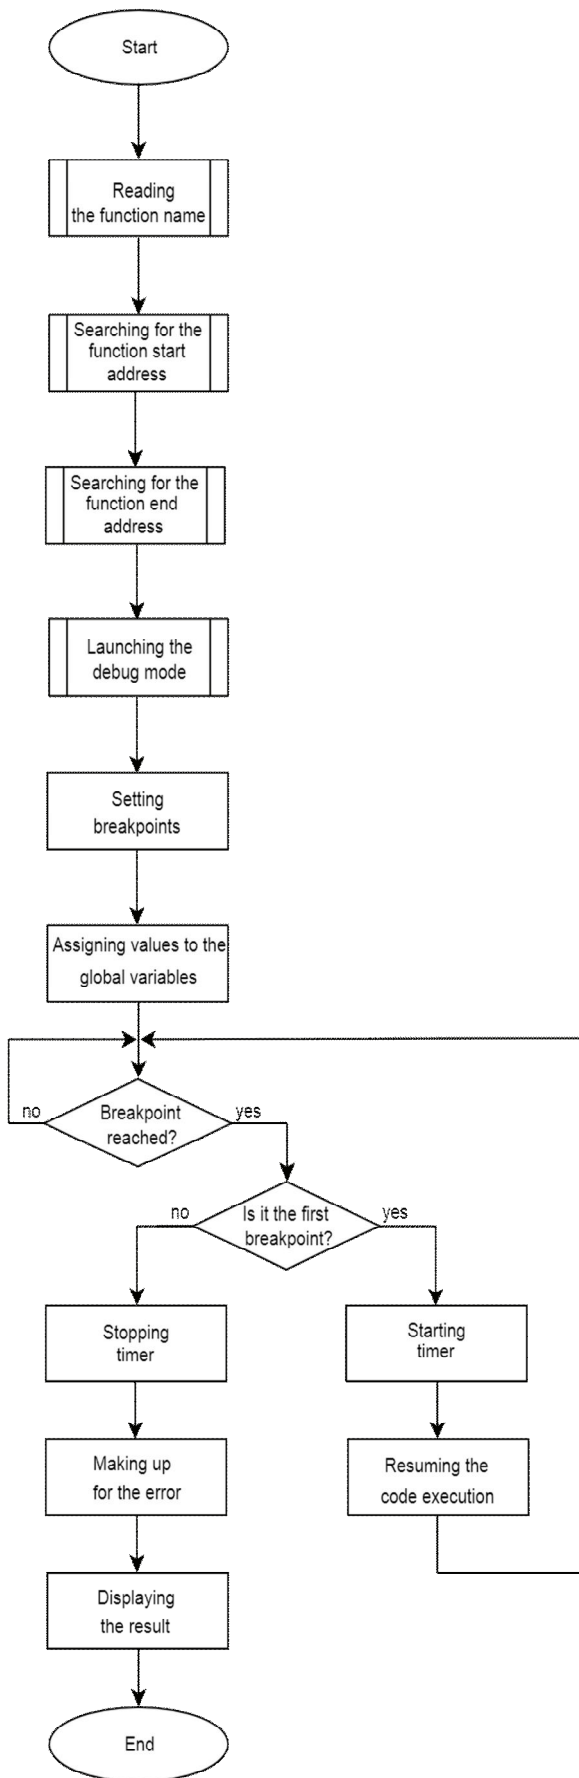 Start
Reading
the function name
Searching for the
function start
address
Searching for the
function end
address
Launching the
debug mode
Setting
breakpoints
Assigning values to the
global variables
no
Breakpoint
reached?
yes
no
Is it the first
breakpoint?
yes
Stopping
timer
Starting
timer
Making up
for the error
Resuming the
code execution
Displaying
the result
End